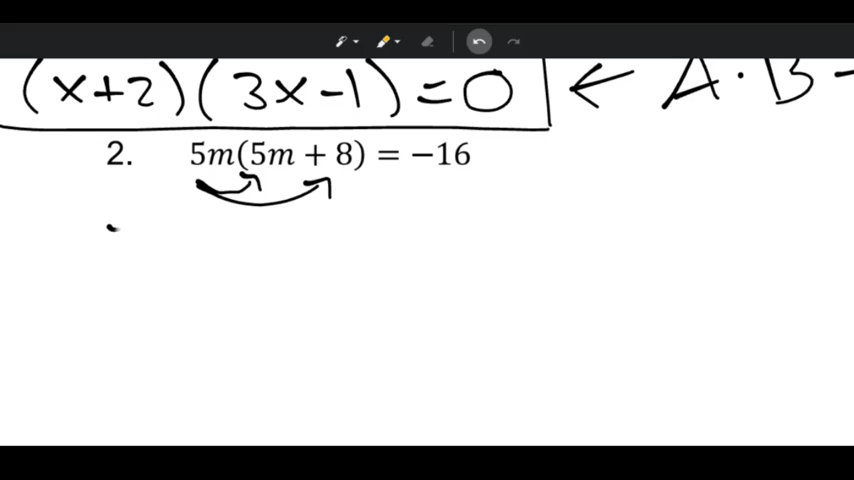 (x+2)(3x-1)=0 ← A·B-
2. 5m(5m + 8) = −16